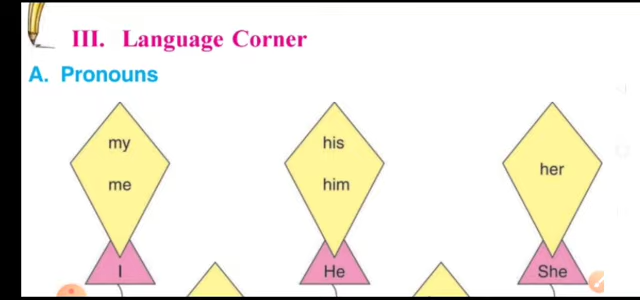 III. Language Corner
A. Pronouns
my his
her
me him
I He She